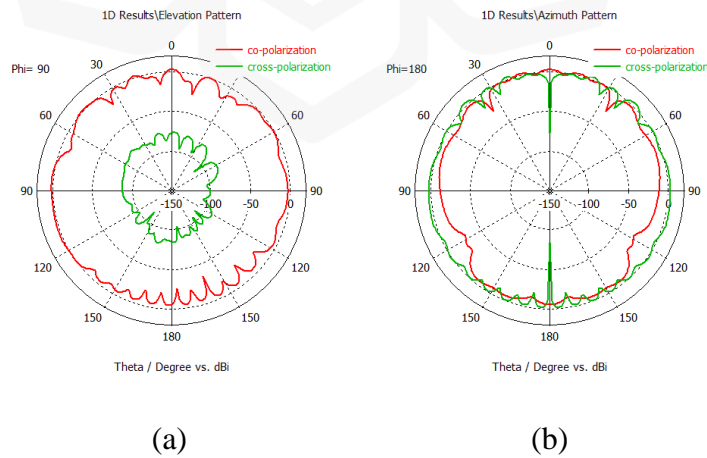 1D Results\Elevation Pattern
0
co-polarization
cross-polarization
Phi= 90
30
60
60
90
90
-150
-100
-50
0
120
120
150
150
180
Theta / Degree vs. dBi
(a)
1D Results\Azimuth Pattern
0
co-polarization
cross-polarization
Phi=180
30
60
60
90
90
-150
-100
-50
0
120
120
150
150
180
Theta / Degree vs. dBi
(b)